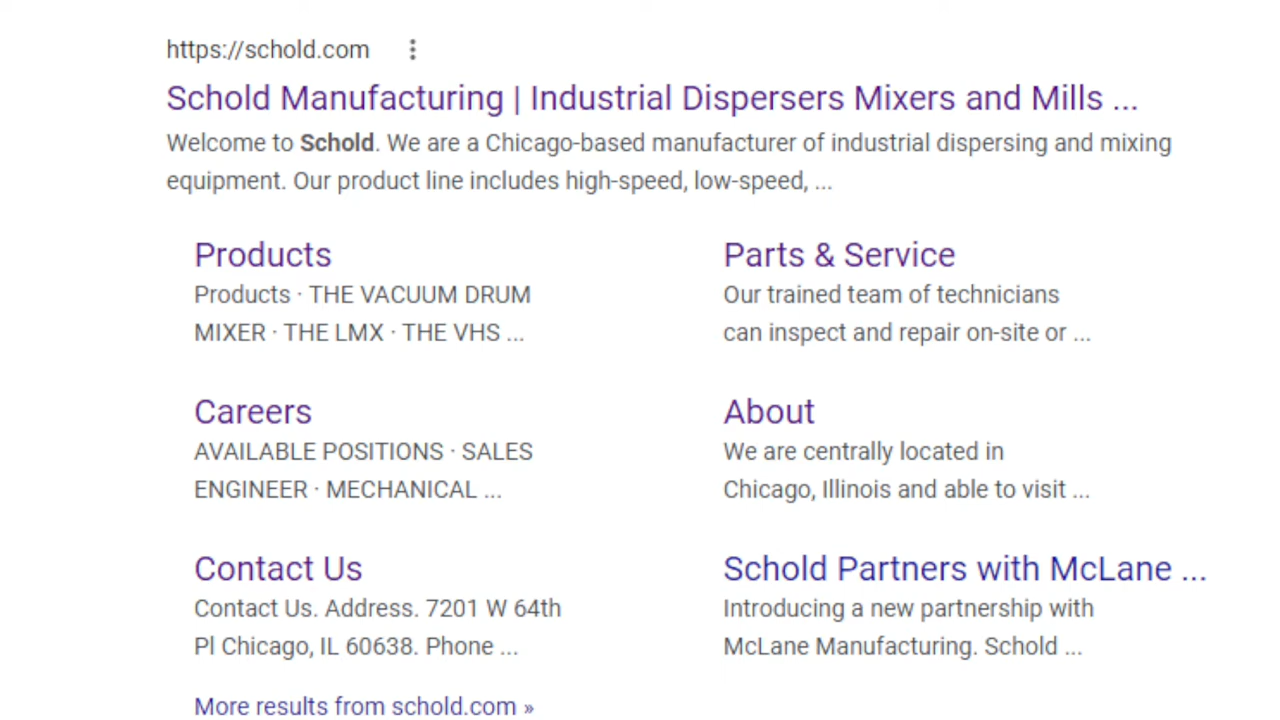 https://schold.com
Schold Manufacturing | Industrial Dispersers Mixers and Mills ...
Welcome to Schold. We are a Chicago-based manufacturer of industrial dispersing and mixing
equipment. Our product line includes high-speed, low-speed, ...
Products
Products · THE VACUUM DRUM
MIXER · THE LMX · THE VHS ...
Parts & Service
Our trained team of technicians
can inspect and repair on-site or ...
Careers
AVAILABLE POSITIONS · SALES
ENGINEER · MECHANICAL ...
About
We are centrally located in
Chicago, Illinois and able to visit ...
Contact Us
Contact Us. Address. 7201 W 64th
Pl Chicago, IL 60638. Phone ...
Schold Partners with McLane ...
Introducing a new partnership with
McLane Manufacturing. Schold ...
More results from schold.com »